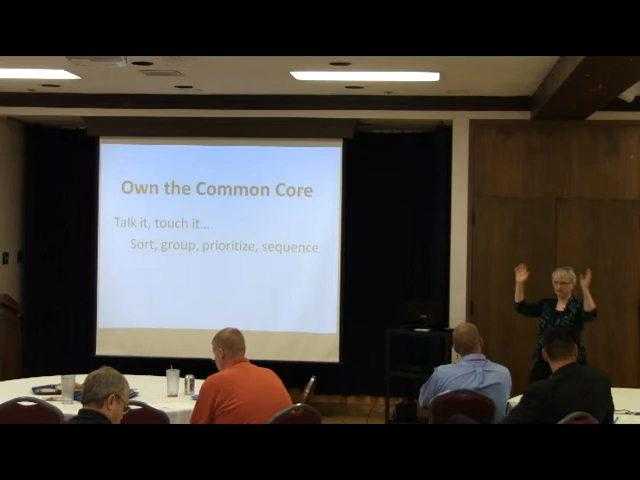 Own the Common Core
Talk it, touch it...
Sort, group, prioritize, sequence